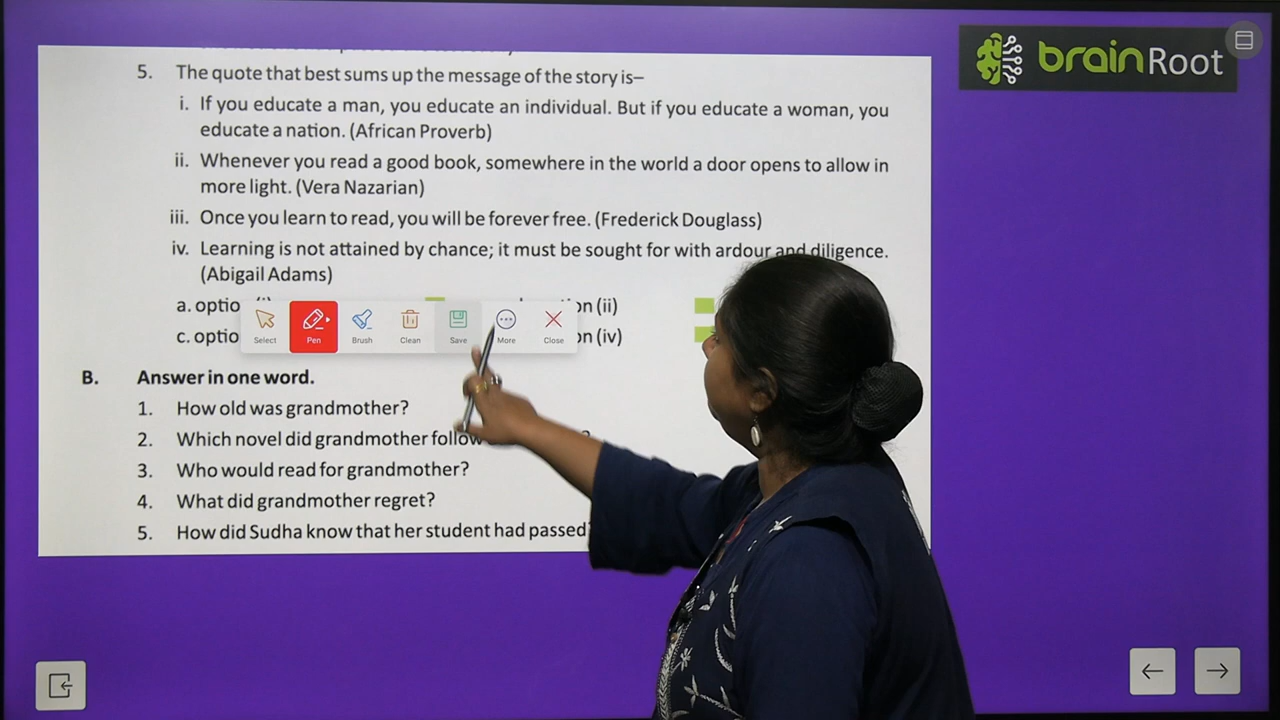 brainRoot
5. The quote that best sums up the message of the story is–
i. If you educate a man, you educate an individual. But if you educate a woman, you
educate a nation. (African Proverb)
ii. Whenever you read a good book, somewhere in the world a door opens to allow in
more light. (Vera Nazarian)
iii. Once you learn to read, you will be forever free. (Frederick Douglass)
iv. Learning is not attained by chance; it must be sought for with ardour and diligence.
(Abigail Adams)
a. optio (ii)
c. optio (iv)
Select Pen Brush Clean Save More Close
B. Answer in one word.
1. How old was grandmother?
2. Which novel did grandmother follow ?
3. Who would read for grandmother?
4. What did grandmother regret?
5. How did Sudha know that her student had passed